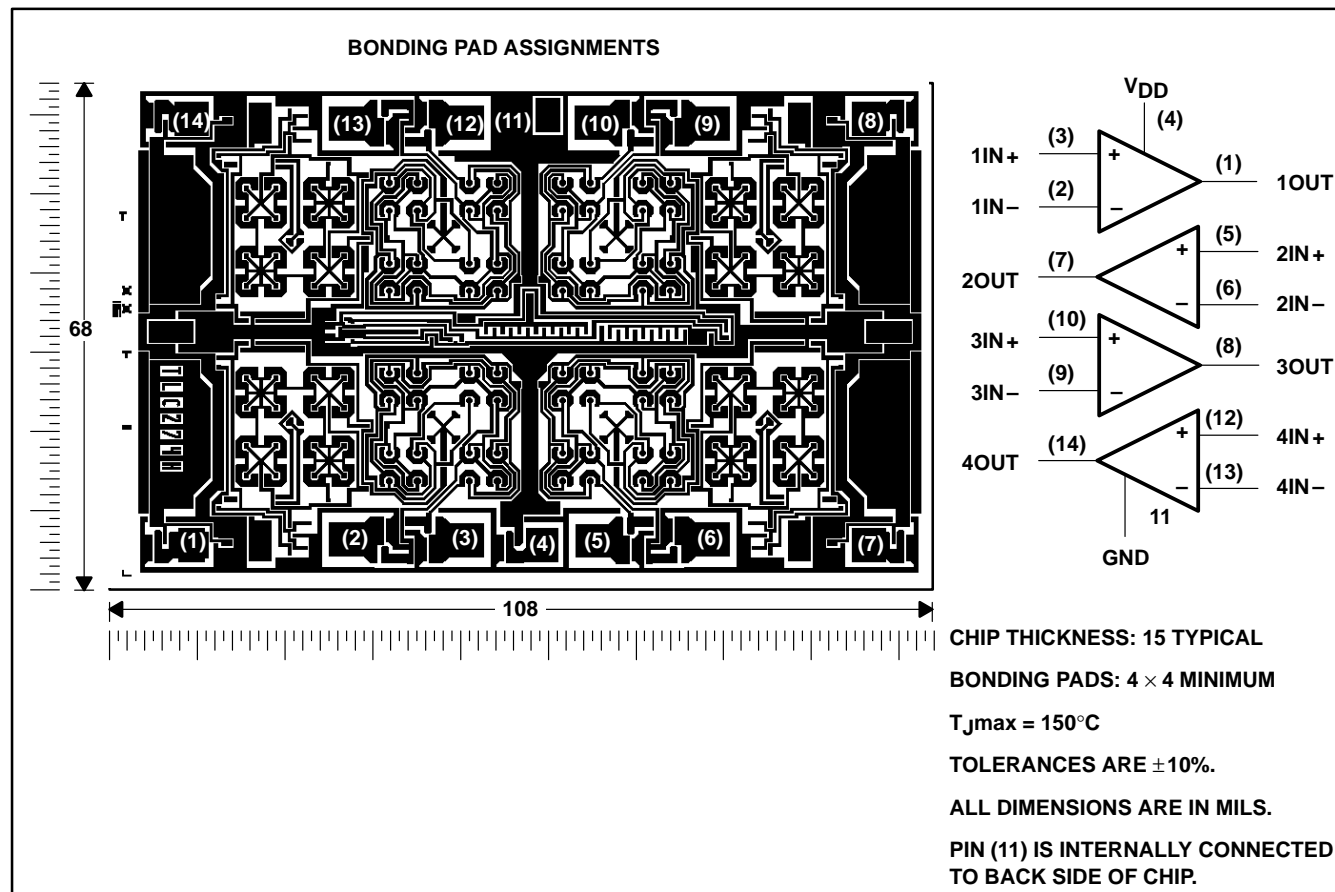 BONDING PAD ASSIGNMENTS
(14) (13) (12) (11) (10) (9) (8)
68
(1) (2) (3) (4) (5) (6) (7)
108
VDD
(4)
(3)
1IN+
+
(1)
1OUT
(2)
1IN−
−
(5)
+
2IN+
(7)
2OUT
(6)
−
2IN−
(10)
3IN+
+
(8)
3OUT
(9)
3IN−
−
(12)
+
4IN+
(14)
4OUT
(13)
−
4IN−
11
GND
CHIP THICKNESS: 15 TYPICAL
BONDING PADS: 4 × 4 MINIMUM
TJmax = 150°C
TOLERANCES ARE ±10%.
ALL DIMENSIONS ARE IN MILS.
PIN (11) IS INTERNALLY CONNECTED
TO BACK SIDE OF CHIP.